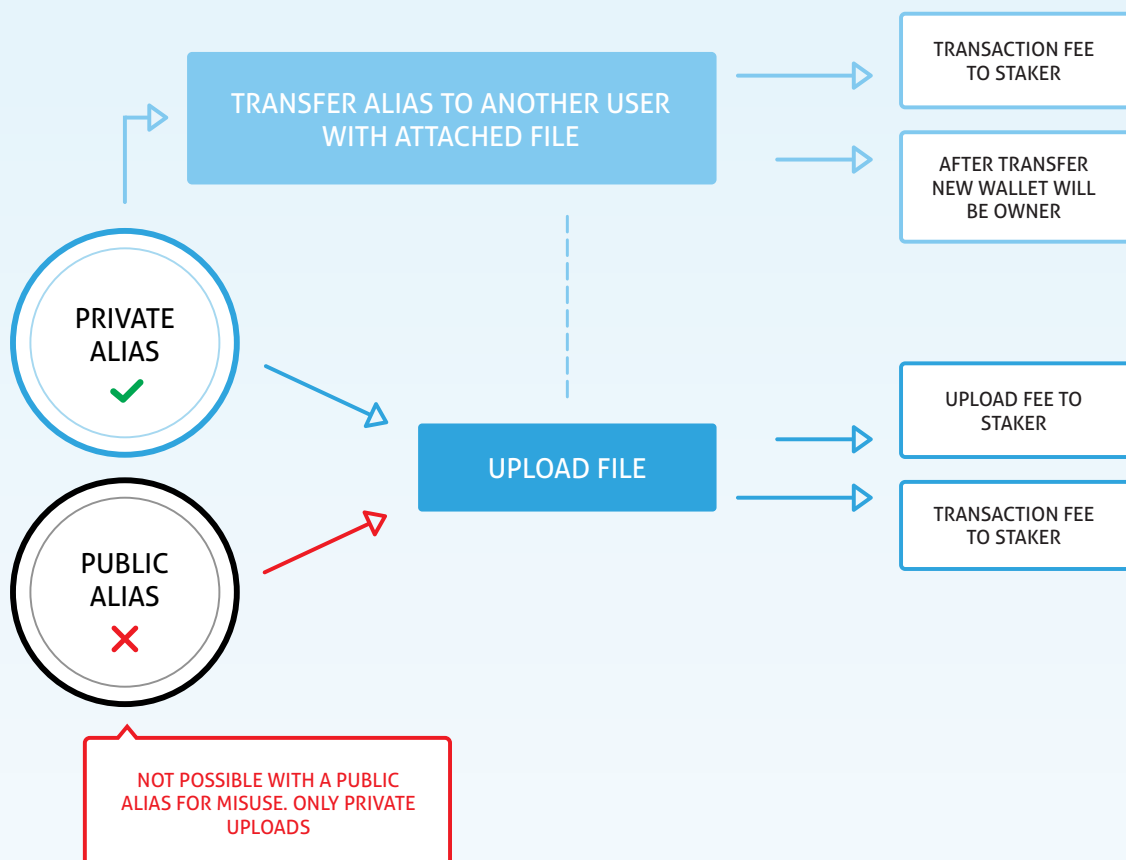 TRANSACTION FEE
TO STAKER
TRANSFER ALIAS TO ANOTHER USER
WITH ATTACHED FILE
AFTER TRANSFER
NEW WALLET WILL
BE OWNER
PRIVATE
ALIAS
UPLOAD FEE TO
STAKER
UPLOAD FILE
TRANSACTION FEE
TO STAKER
PUBLIC
ALIAS
NOT POSSIBLE WITH A PUBLIC
ALIAS FOR MISUSE. ONLY PRIVATE
UPLOADS